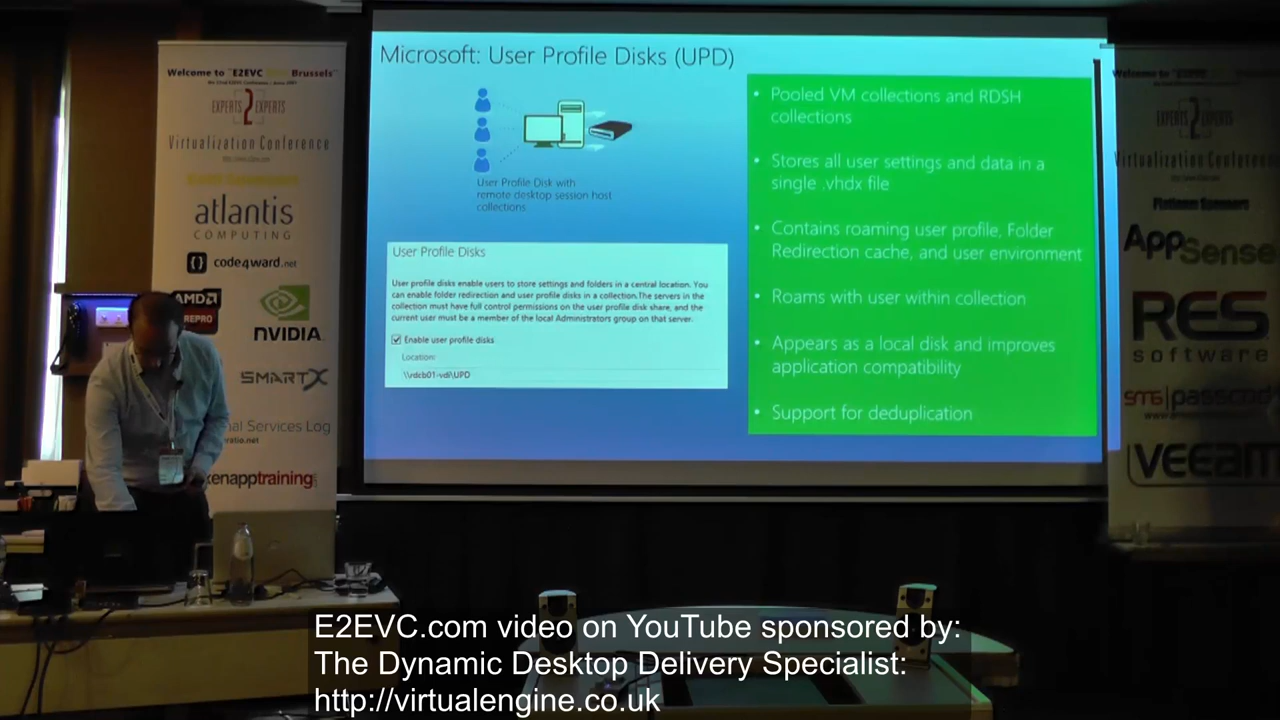 Microsoft: User Profile Disks (UPD)
User Profile Disk with
remote desktop session host
collections
User Profile Disks
User profile disks enable users to store settings and folders in a central location. You
can enable folder redirection and user profile disks in a collection.The servers in the
collection must have full control permissions on the user profile disk share, and the
current user must be a member of the local Administrators group on that server.
Enable user profile disks
Location:
\\rdcb01-vdi\UPD
• Pooled VM collections and RDSH
collections
• Stores all user settings and data in a
single .vhdx file
• Contains roaming user profile, Folder
Redirection cache, and user environment
• Roams with user within collection
• Appears as a local disk and improves
application compatibility
• Support for deduplication
Welcome to "E2EVC Brussels"
EXPERTS 2 EXPERTS
Virtualization Conference
atlantis
COMPUTING
{} code4ward.net
AMD
REPRO
NVIDIA
SMARTX
nal Services Log
ratio.net
xenapptraining
Welcome to "E2EVC
Virtualization Conference
Platinum Sponsors
AppSense
RES
software
SMS|passcod
VEEAM
E2EVC.com video on YouTube sponsored by:
The Dynamic Desktop Delivery Specialist:
http://virtualengine.co.uk